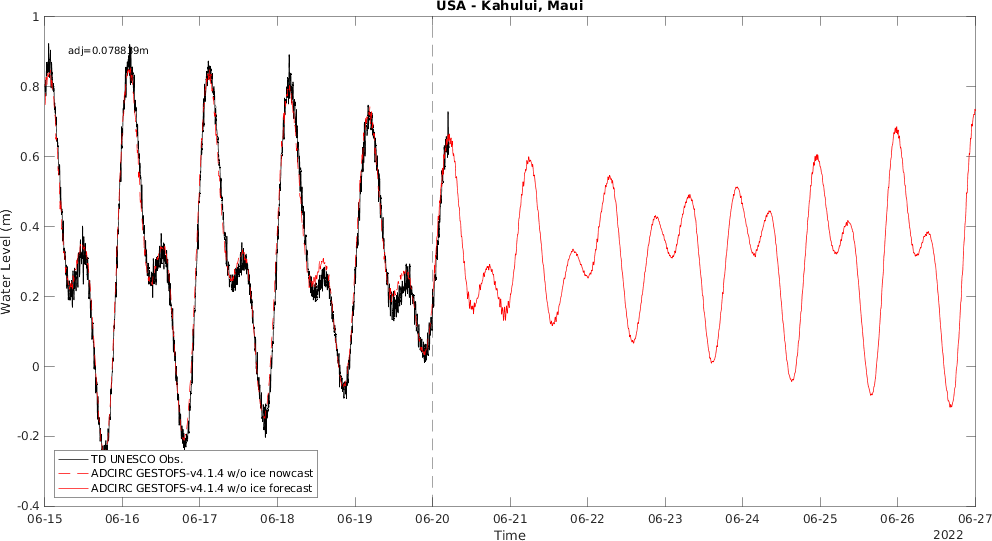 USA - Kahului, Maui
1
0.8
0.6
0.4
0.2
0
-0.2
-0.4
Water Level (m)
TD UNESCO Obs.
ADCIRC GESTOFS-v4.1.4 w/o ice nowcast
ADCIRC GESTOFS-v4.1.4 w/o ice forecast
06-15 06-16 06-17 06-18 06-19 06-20 06-21 06-22 06-23 06-24 06-25 06-26 06-27
Time
2022